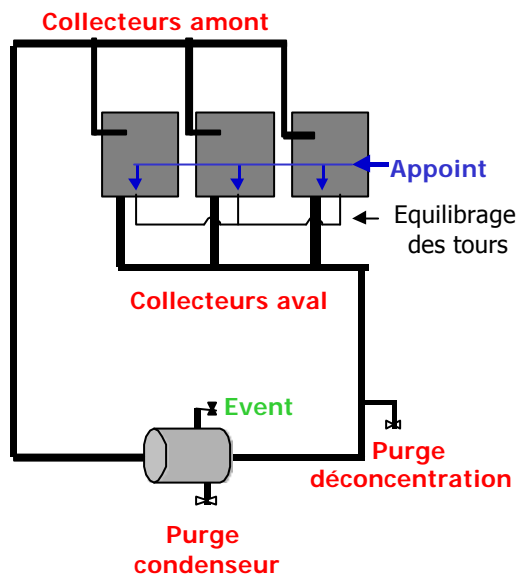 Collecteurs amont
Appoint
Equilibrage
des tours
Collecteurs aval
Event
Purge
déconcentration
Purge
condenseur